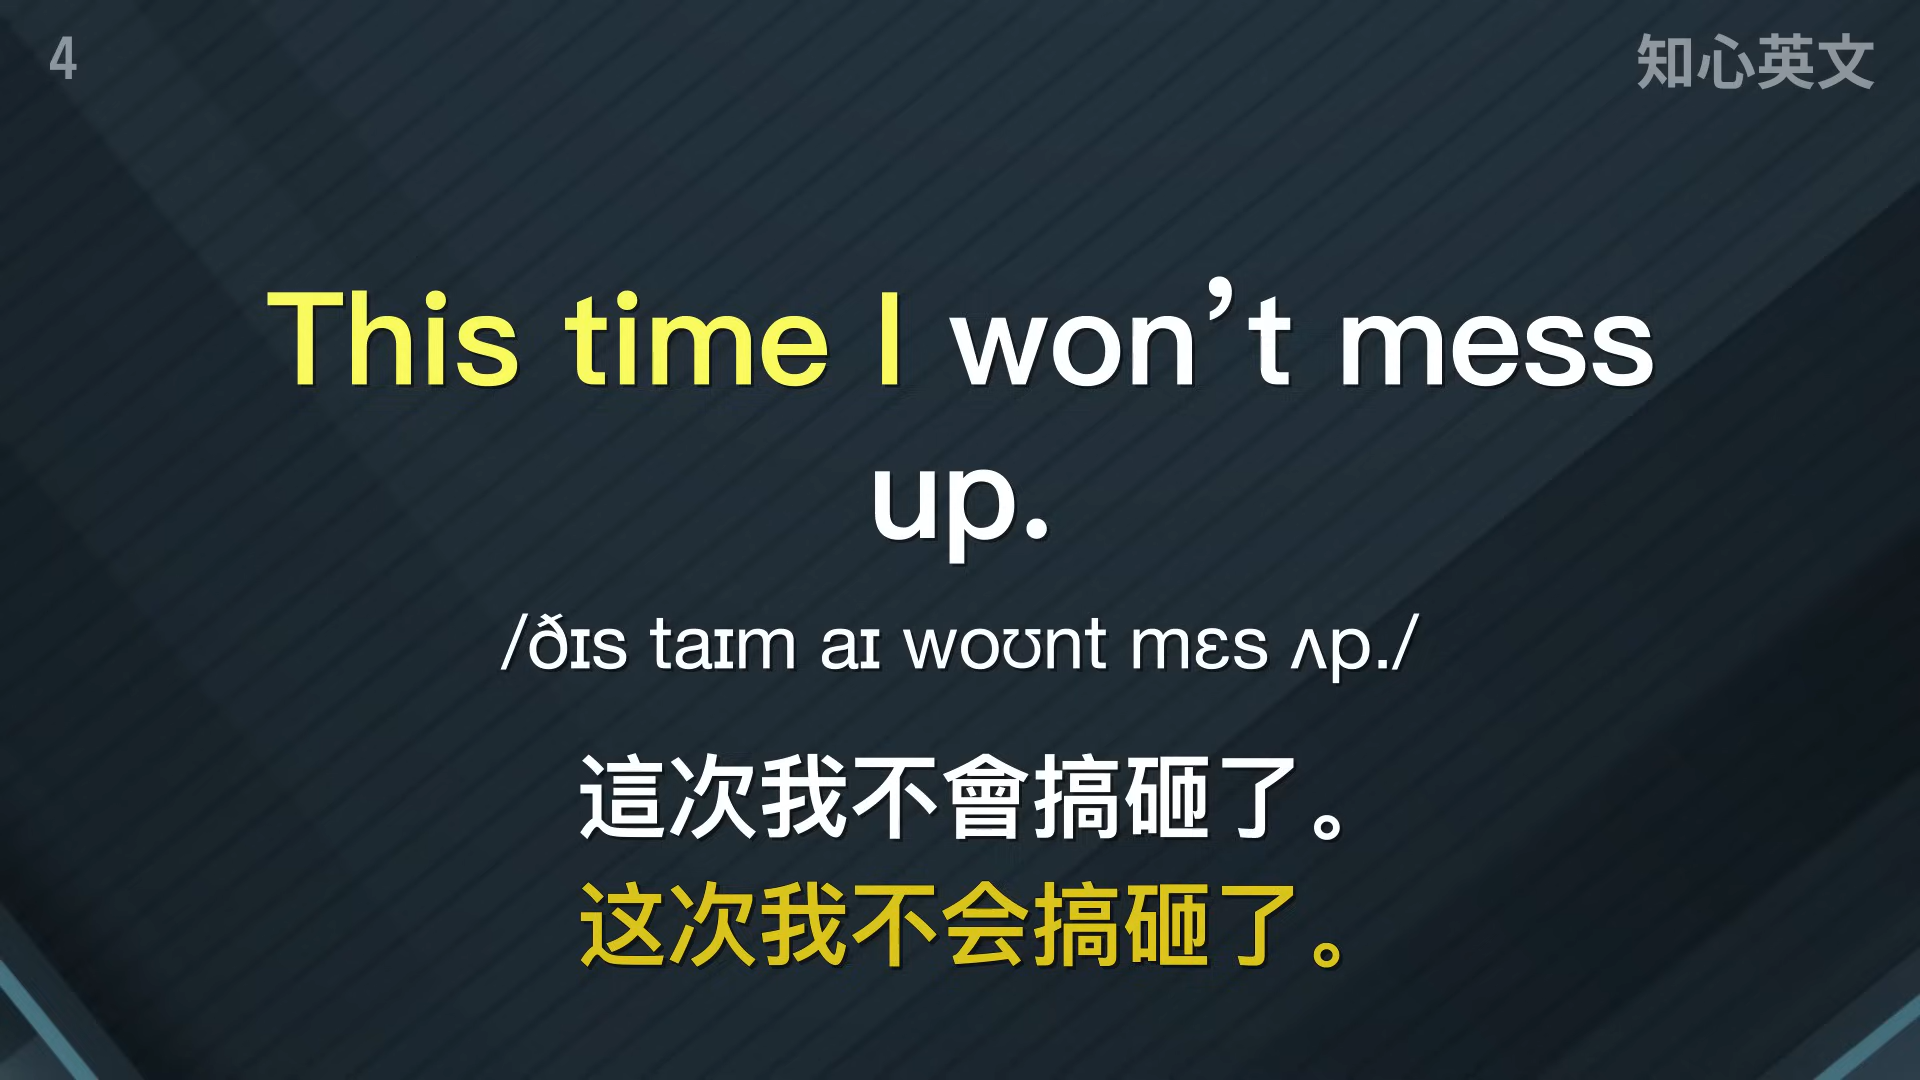 4
知心英文
This time I won’t mess
up.
/ðɪs taɪm aɪ woʊnt mɛs ʌp./
這次我不會搞砸了。
这次我不会搞砸了。